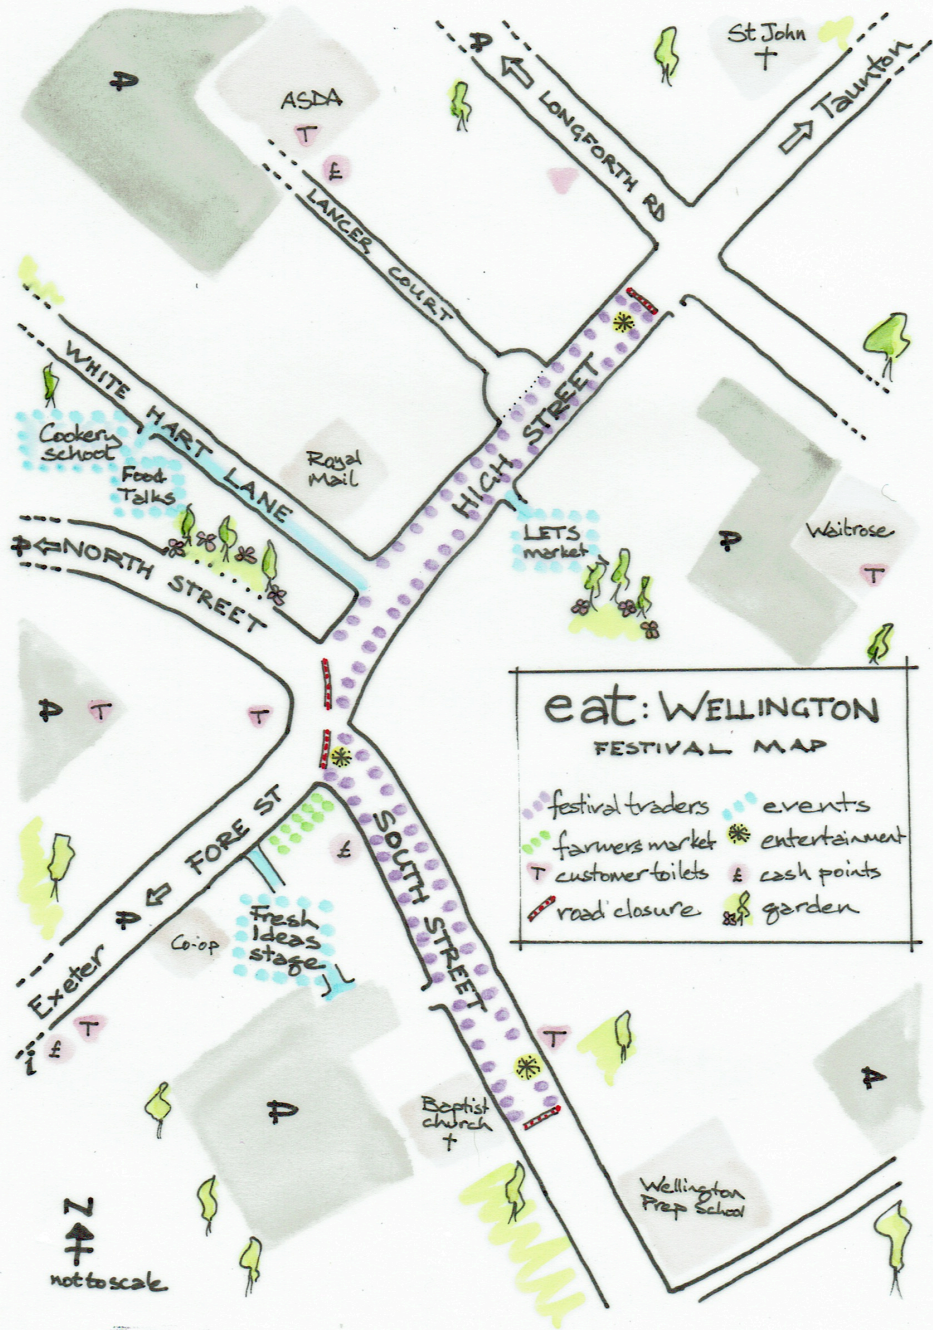 P
ASDA
T
£
P
LONGFORTH RD
St John
Taunton
LANCER COURT
WHITE HART LANE
HIGH STREET
Cookery
school
Food
Talks
Royal
Mail
LETS
market
P
Waitrose
T
P
NORTH STREET
P
T
T
eat: WELLINGTON
FESTIVAL MAP
festival traders
events
farmers market
entertainment
T
customer toilets
£
cash points
road closure
garden
FORE ST
P
£
SOUTH STREET
Fresh
Ideas
stage
Co-op
Exeter
T
£
i
T
P
P
Baptist
church
Wellington
Prep School
N
not to scale